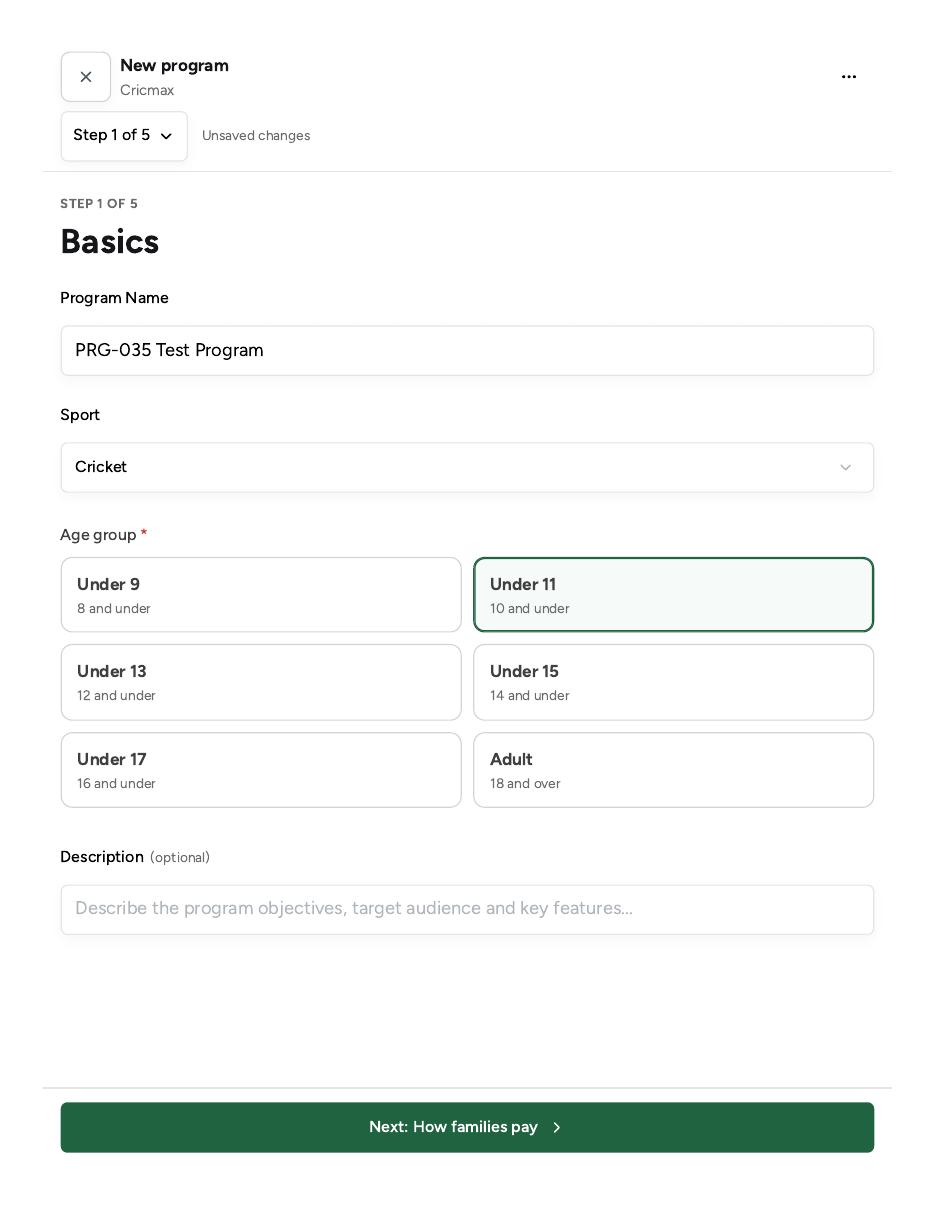 New program
Cricmax
Step 1 of 5
Unsaved changes
STEP 1 OF 5
Basics
Program Name
PRG-035 Test Program
Sport
Cricket
Age group *
Under 9
8 and under
Under 11
10 and under
Under 13
12 and under
Under 15
14 and under
Under 17
16 and under
Adult
18 and over
Description (optional)
Describe the program objectives, target audience and key features...
Next: How families pay